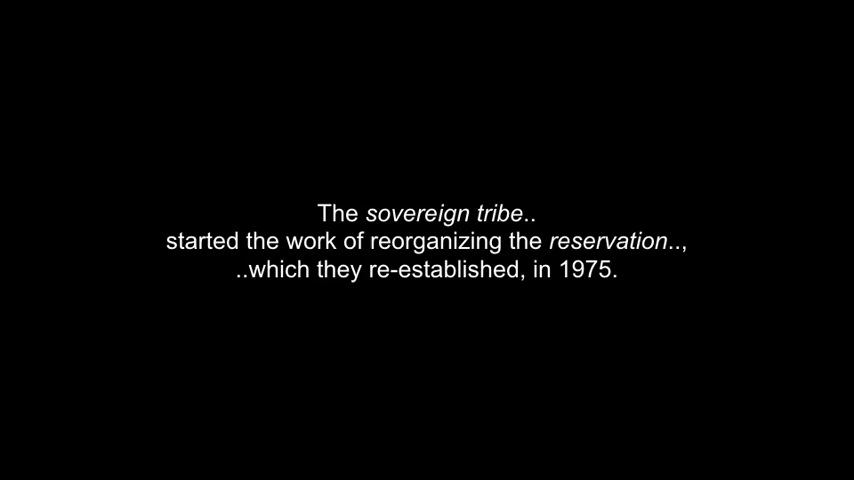 The sovereign tribe..
started the work of reorganizing the reservation..,
..which they re-established, in 1975.